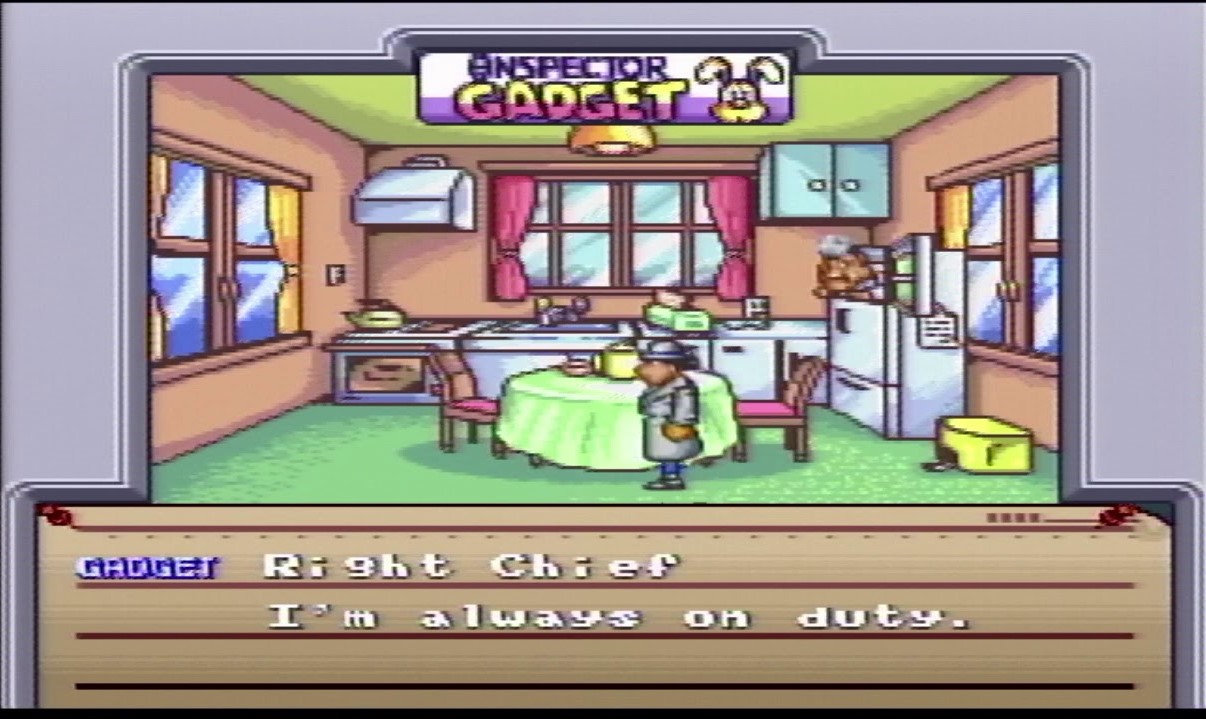 INSPECTOR
GADGET
GADGET Right Chief
I'm always on duty.